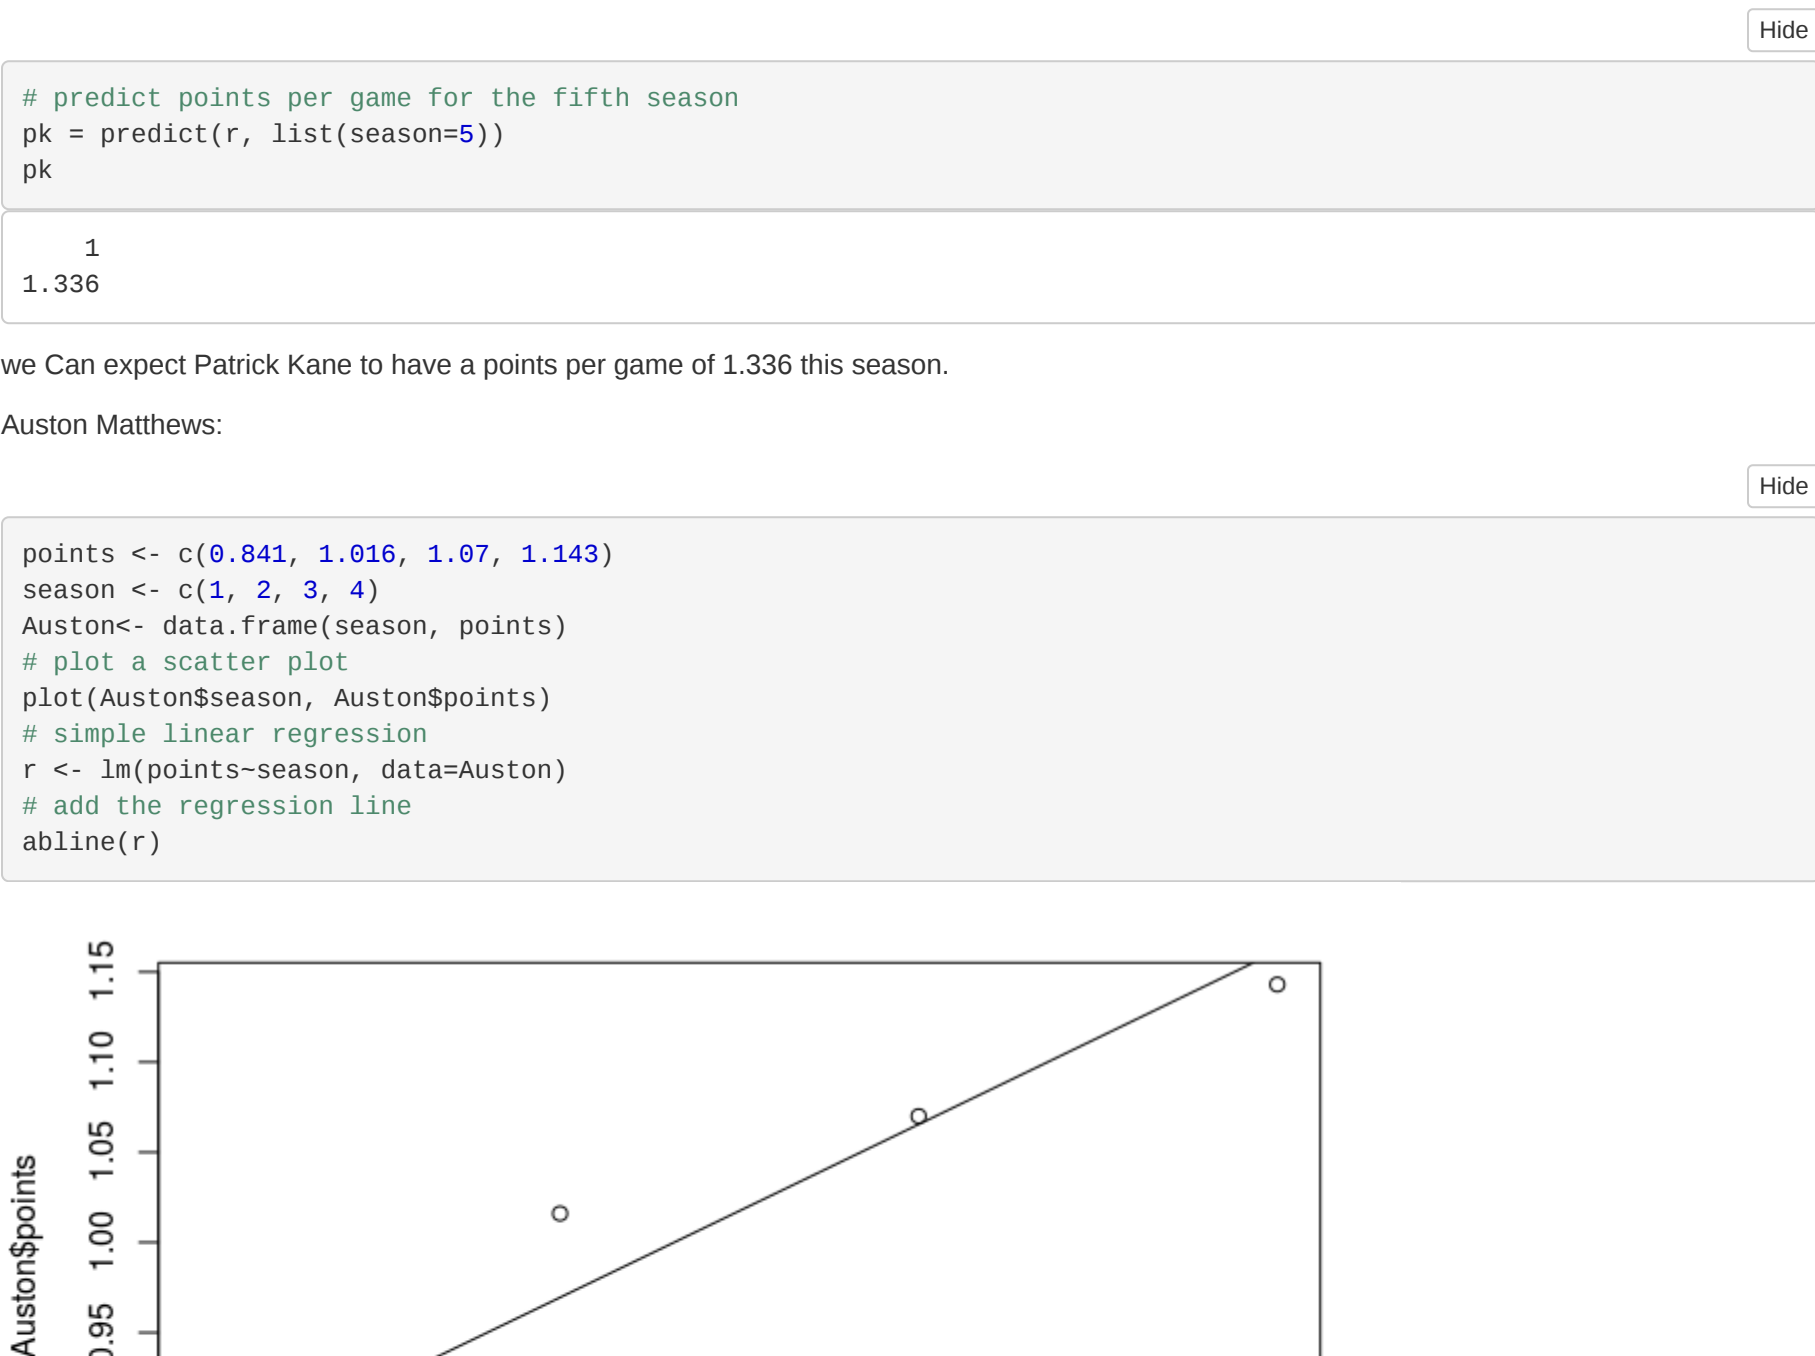 Hide
# predict points per game for the fifth season
pk = predict(r, list(season=5))
pk
1
1.336
we Can expect Patrick Kane to have a points per game of 1.336 this season.
Auston Matthews:
Hide
points <- c(0.841, 1.016, 1.07, 1.143)
season <- c(1, 2, 3, 4)
Auston<- data.frame(season, points)
# plot a scatter plot
plot(Auston$season, Auston$points)
# simple linear regression
r <- lm(points~season, data=Auston)
# add the regression line
abline(r)
1.15
1.10
1.05
1.00
0.95
Auston$points